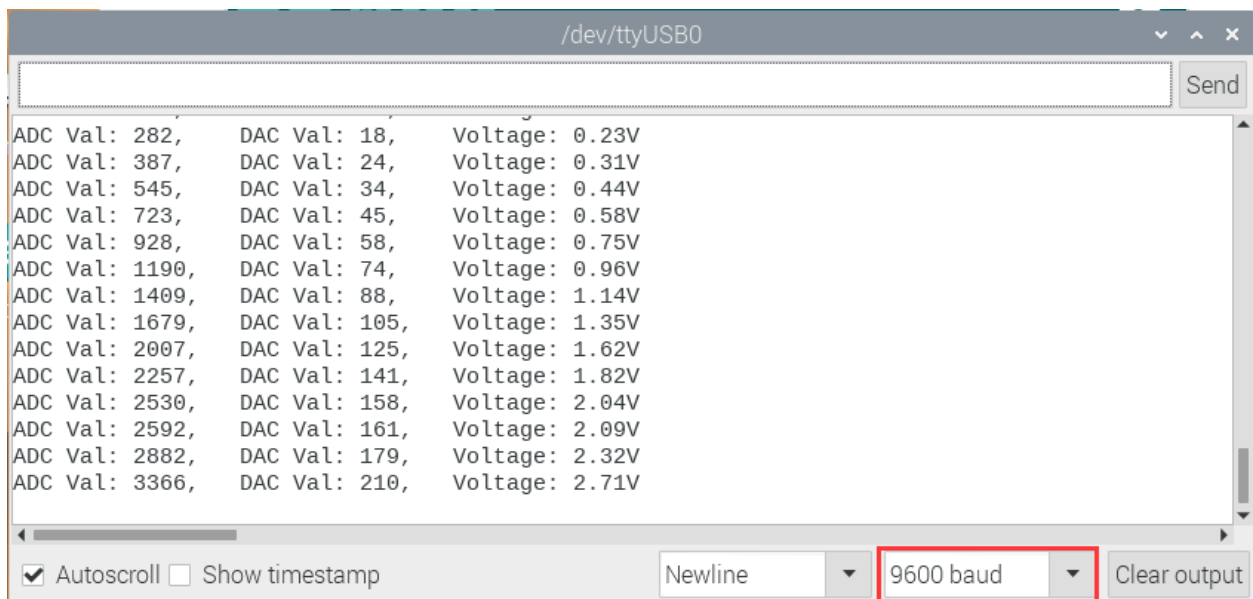 /dev/ttyUSB0
Send
ADC Val: 282, DAC Val: 18, Voltage: 0.23V
ADC Val: 387, DAC Val: 24, Voltage: 0.31V
ADC Val: 545, DAC Val: 34, Voltage: 0.44V
ADC Val: 723, DAC Val: 45, Voltage: 0.58V
ADC Val: 928, DAC Val: 58, Voltage: 0.75V
ADC Val: 1190, DAC Val: 74, Voltage: 0.96V
ADC Val: 1409, DAC Val: 88, Voltage: 1.14V
ADC Val: 1679, DAC Val: 105, Voltage: 1.35V
ADC Val: 2007, DAC Val: 125, Voltage: 1.62V
ADC Val: 2257, DAC Val: 141, Voltage: 1.82V
ADC Val: 2530, DAC Val: 158, Voltage: 2.04V
ADC Val: 2592, DAC Val: 161, Voltage: 2.09V
ADC Val: 2882, DAC Val: 179, Voltage: 2.32V
ADC Val: 3366, DAC Val: 210, Voltage: 2.71V
Autoscroll Show timestamp Newline 9600 baud Clear output